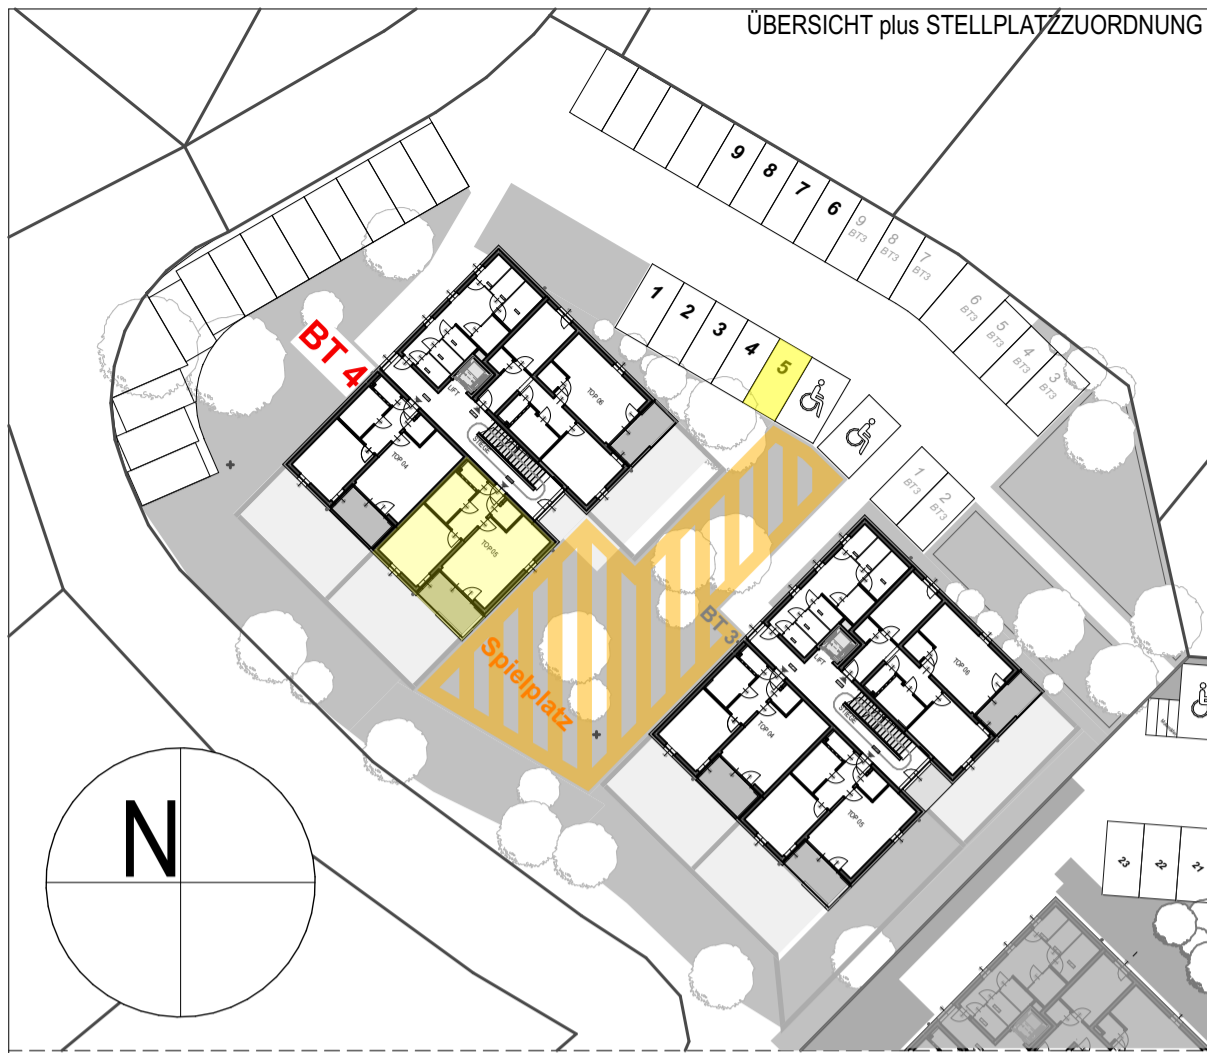 ÜBERSICHT plus STELLPLATZZUORDNUNG
9
8
7
6
9
BT3
8
BT3
7
BT3
6
BT3
5
BT3
4
BT3
3
BT3
1
2
3
4
5
BT 4
LIFT
TOP 06
STIEGE
TOP 04
TOP 05
1
BT3
2
BT3
BT 3
Spielplatz
LIFT
TOP 06
STIEGE
TOP 04
TOP 05
N
23
22
21